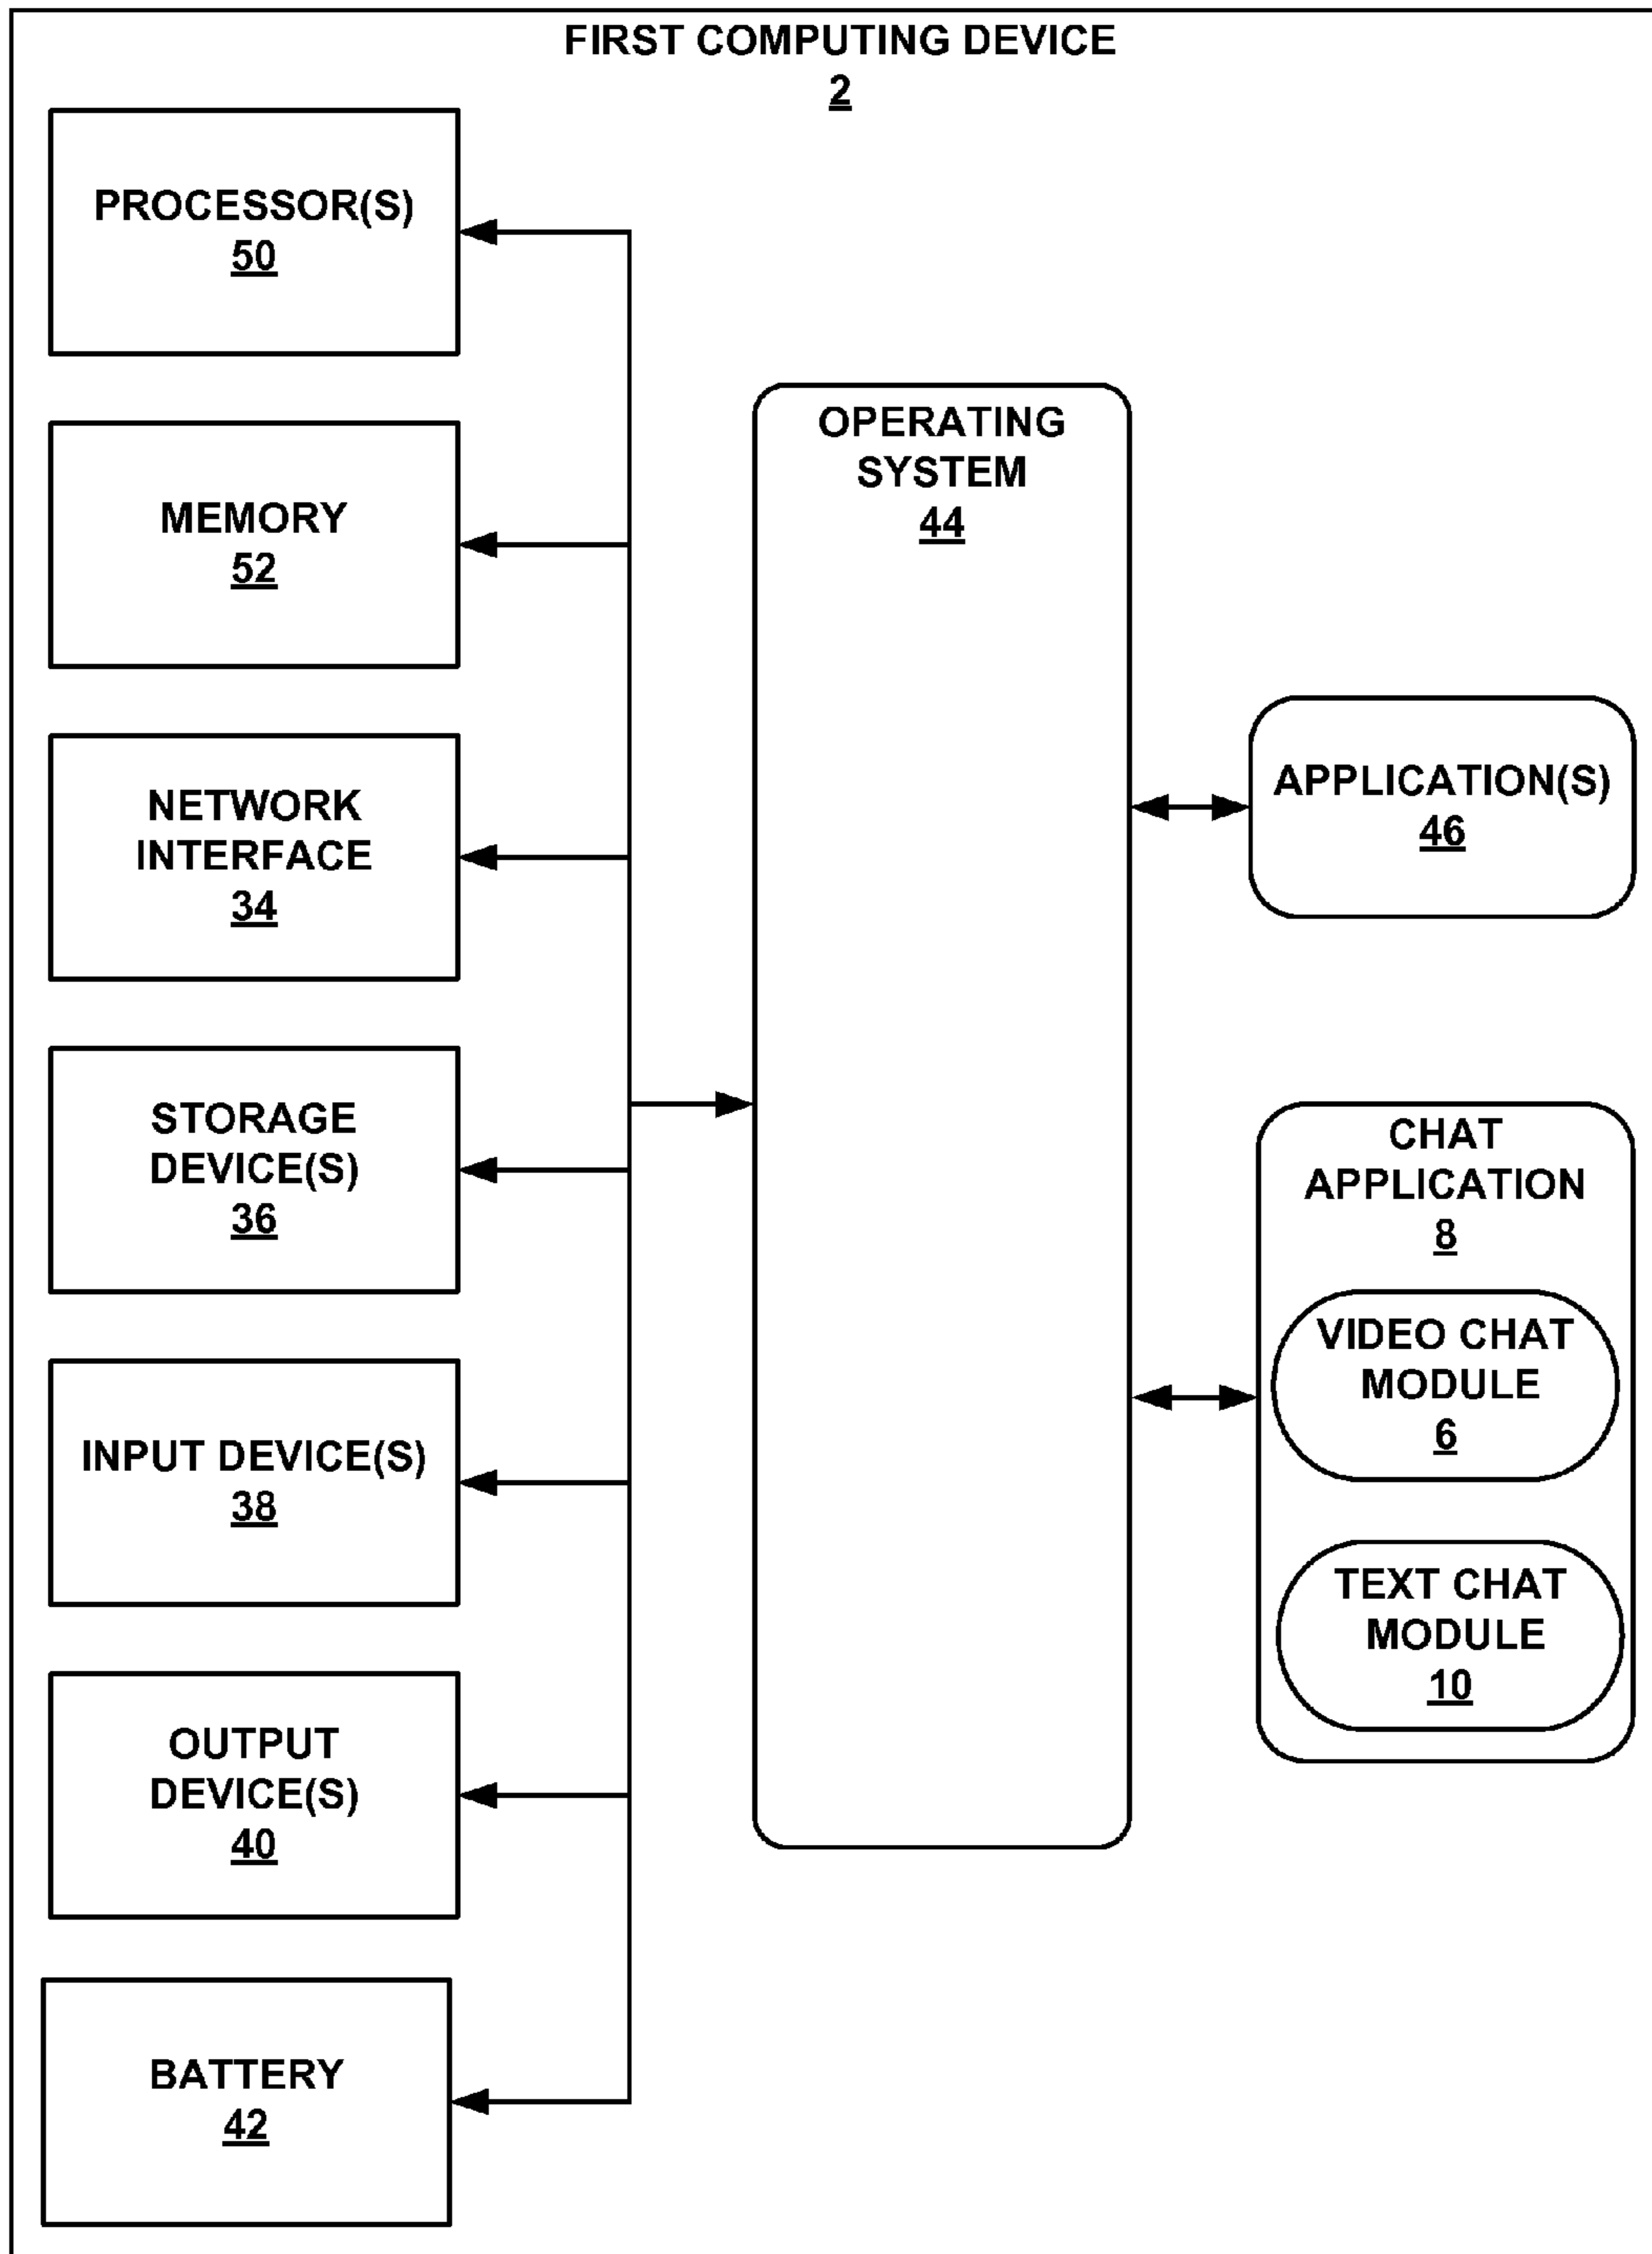 FIRST COMPUTING DEVICE
2
PROCESSOR(S)
50
MEMORY
52
NETWORK
INTERFACE
34
STORAGE
DEVICE(S)
36
INPUT DEVICE(S)
38
OUTPUT
DEVICE(S)
40
BATTERY
42
OPERATING
SYSTEM
44
APPLICATION(S)
46
CHAT
APPLICATION
8
VIDEO CHAT
MODULE
6
TEXT CHAT
MODULE
10